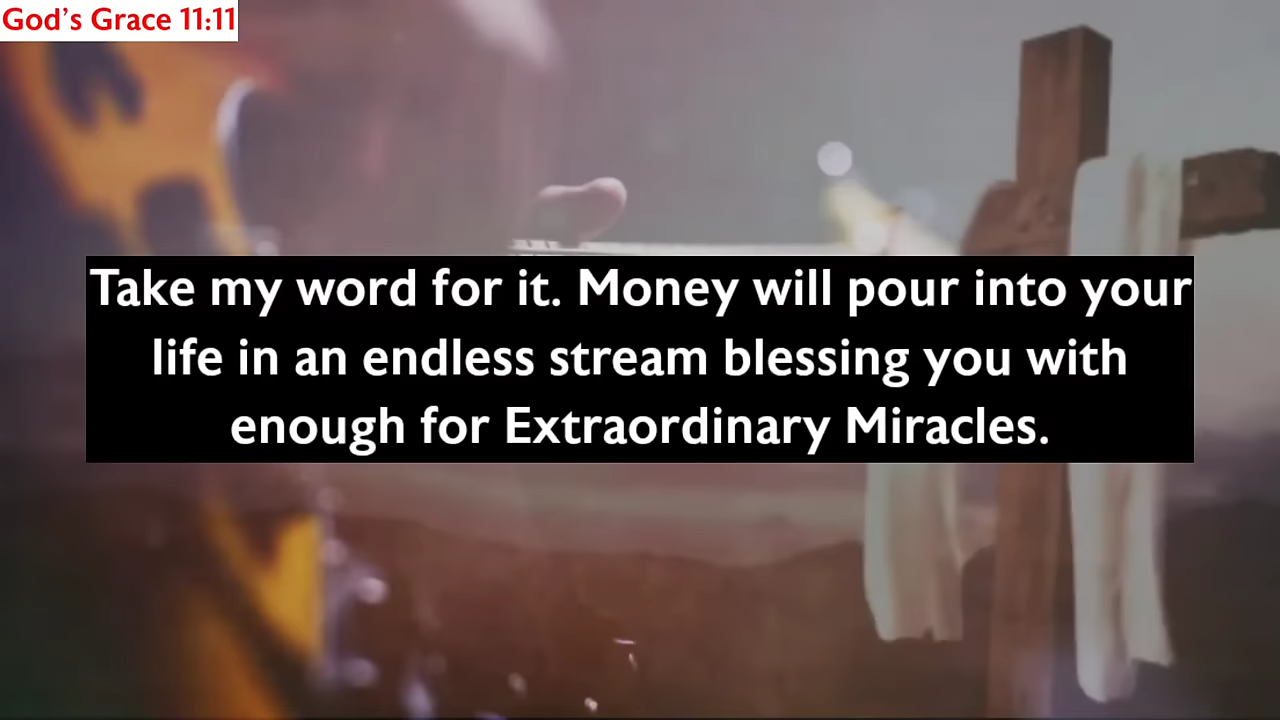 God's Grace 11:11
Take my word for it. Money will pour into your
life in an endless stream blessing you with
enough for Extraordinary Miracles.